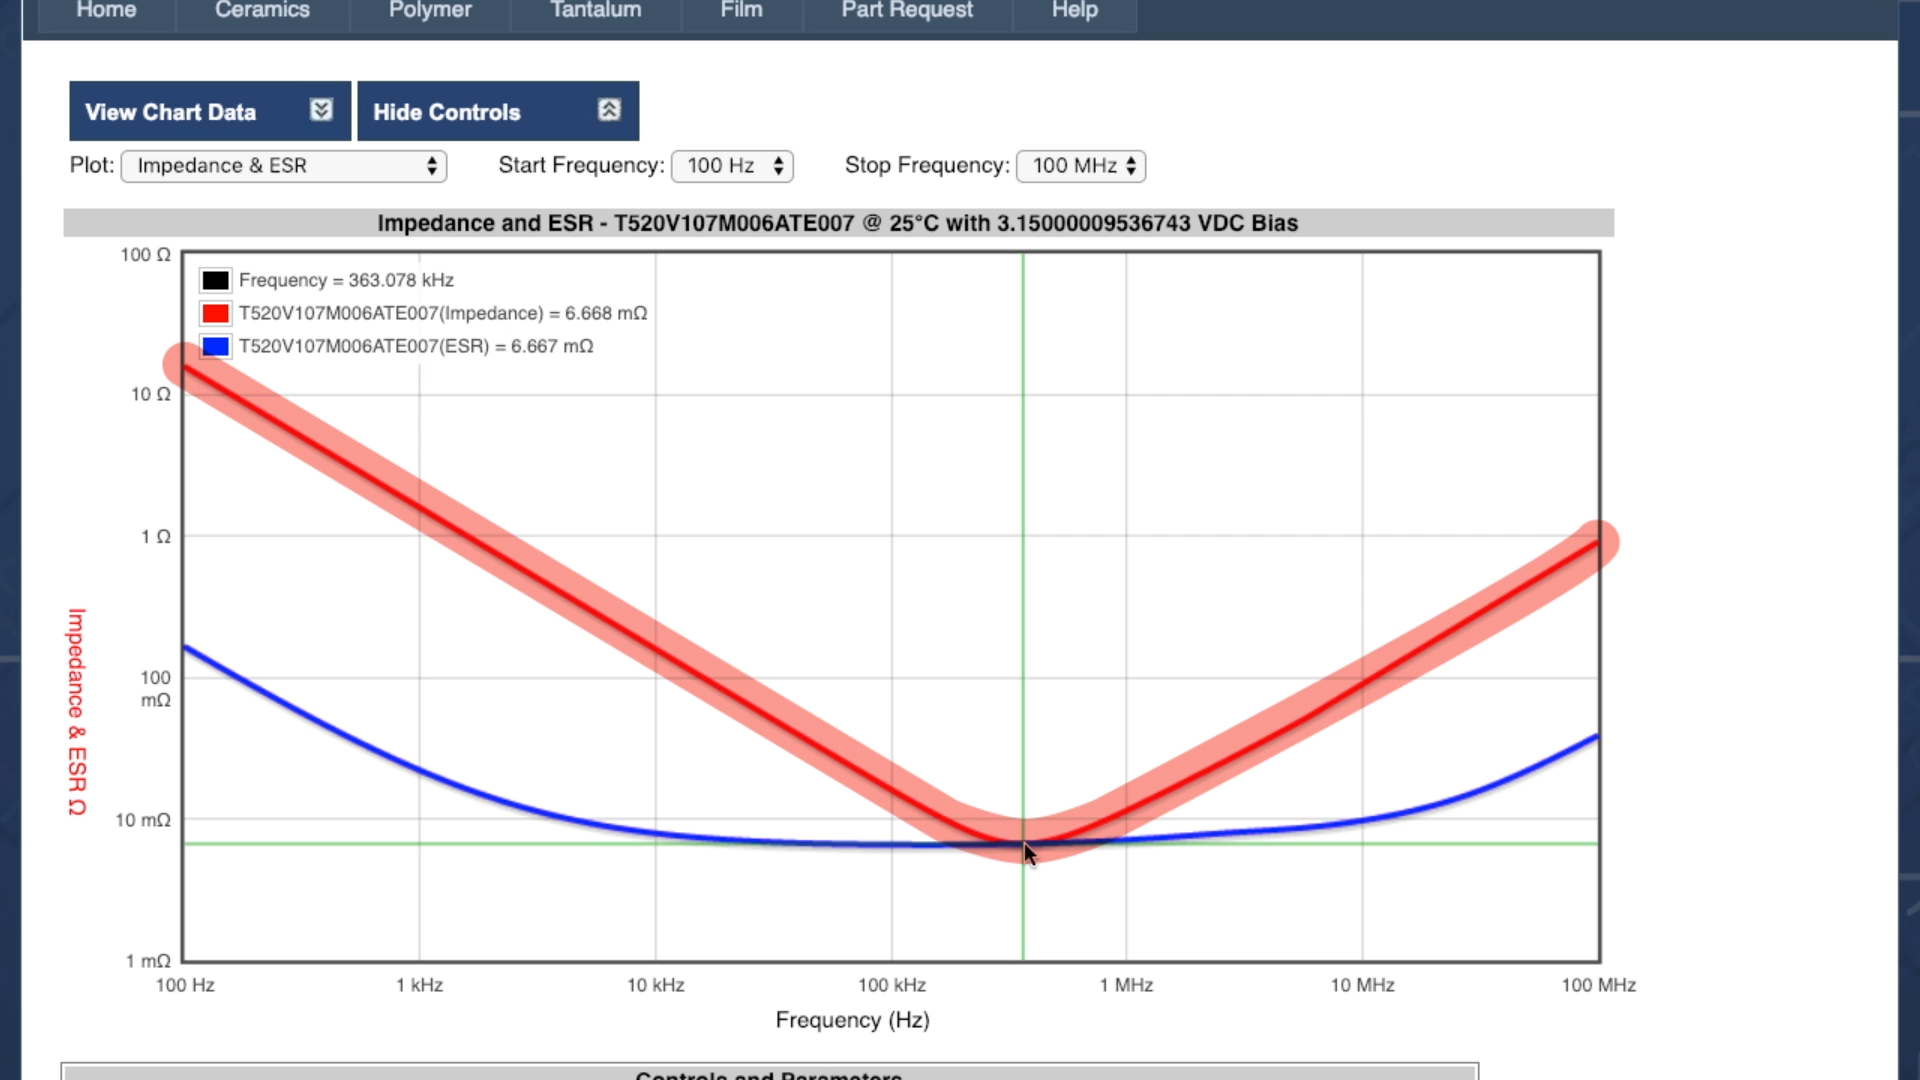 Home Ceramics Polymer Tantalum Film Part Request Help
View Chart Data Hide Controls
Plot: Impedance & ESR Start Frequency: 100 Hz Stop Frequency: 100 MHz
Impedance and ESR - T520V107M006ATE007 @ 25°C with 3.15000009536743 VDC Bias
Frequency = 363.078 kHz
T520V107M006ATE007(Impedance) = 6.668 mΩ
T520V107M006ATE007(ESR) = 6.667 mΩ
100 Ω
10 Ω
1 Ω
100
mΩ
10 mΩ
1 mΩ
Impedance & ESR Ω
100 Hz 1 kHz 10 kHz 100 kHz 1 MHz 10 MHz 100 MHz
Frequency (Hz)
Controls and Parameters